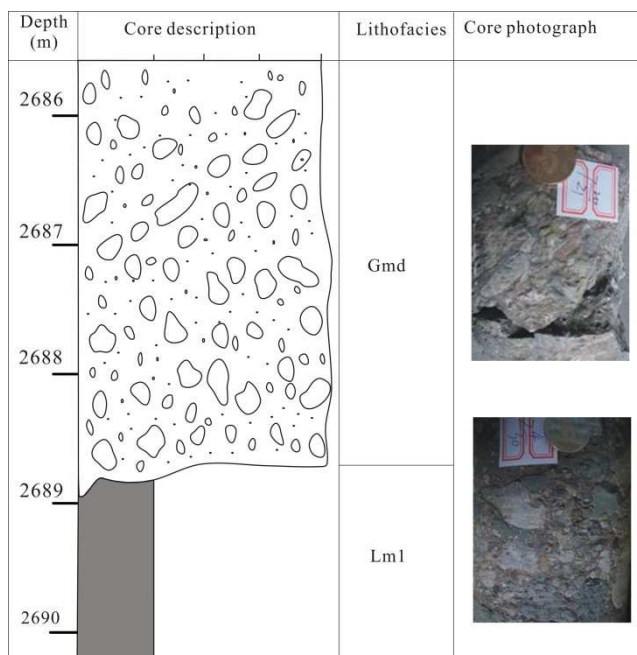 Depth
(m)
Core description
Lithofacies
Core photograph
2686
2687
2688
2689
2690
Gmd
Lm1